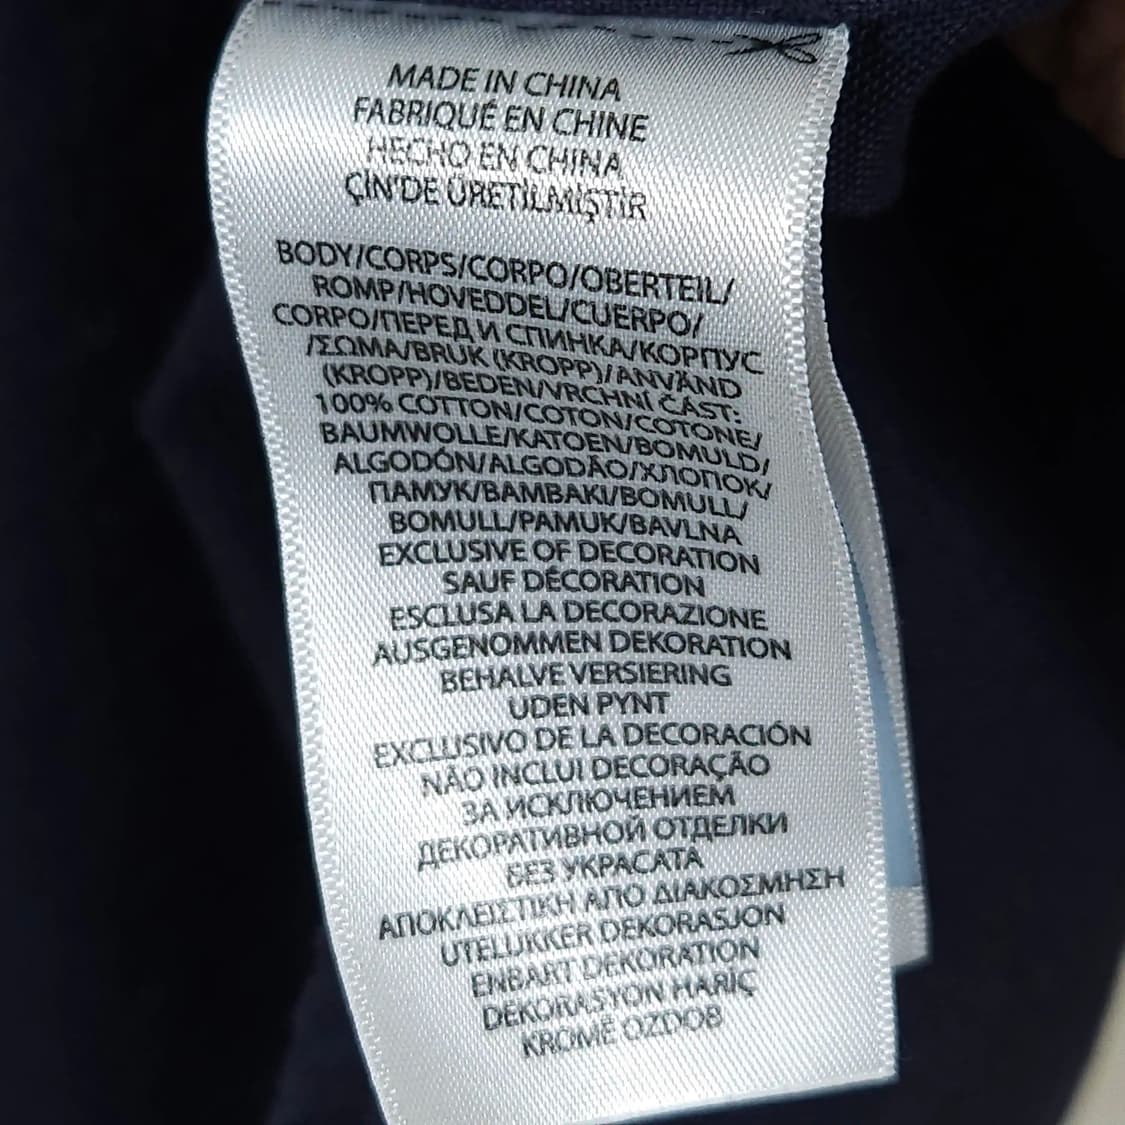 MADE IN CHINA
FABRIQUÉ EN CHINE
HECHO EN CHINA
ÇIN'DE ÜRETİLMİŞTİR
BODY/CORPS/CORPO/OBERTEIL/
ROMP/HOVEDDEL/CUERPO/
CORPO/ПЕРЕД И СПИНКА/КОРПУС
/ΣΩΜΑ/BRUK (KROPP)/ANVÄND
(KROPP)/BEDEN/VRCHNÍ ČÁST:
100% COTTON/COTON/COTONE/
BAUMWOLLE/KATOEN/BOMULD/
ALGODÓN/ALGODÃO/ХЛОПОК/
ПАМУК/ΒΑΜΒΑΚΙ/BOMULL/
BOMULL/PAMUK/BAVLNA
EXCLUSIVE OF DECORATION
SAUF DÉCORATION
ESCLUSA LA DECORAZIONE
AUSGENOMMEN DEKORATION
BEHALVE VERSIERING
UDEN PYNT
EXCLUSIVO DE LA DECORACIÓN
NÃO INCLUI DECORAÇÃO
ЗА ИСКЛЮЧЕНИЕМ
ДЕКОРАТИВНОЙ ОТДЕЛКИ
БЕЗ УКРАСАТА
ΑΠΟΚΛΕΙΣΤΙΚΗ ΑΠΟ ΔΙΑΚΟΣΜΗΣΗ
UTELUKKER DEKORASJON
ENBART DEKORATION
DEKORASYON HARİÇ
KROMĚ OZDOB